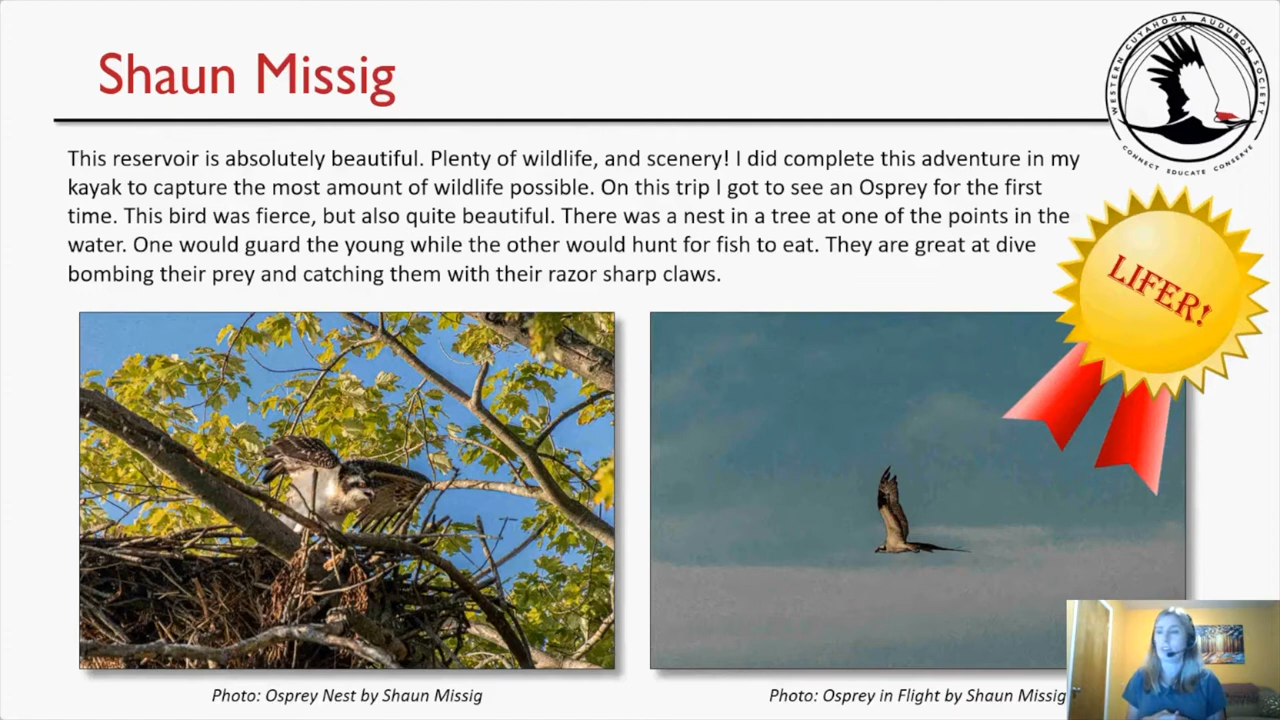 Shaun Missig
WESTERN CUYAHOGA AUDUBON SOCIETY
CONNECT EDUCATE CONSERVE
This reservoir is absolutely beautiful. Plenty of wildlife, and scenery! I did complete this adventure in my
kayak to capture the most amount of wildlife possible. On this trip I got to see an Osprey for the first
time. This bird was fierce, but also quite beautiful. There was a nest in a tree at one of the points in the
water. One would guard the young while the other would hunt for fish to eat. They are great at dive
bombing their prey and catching them with their razor sharp claws.
LIFER!
Photo: Osprey Nest by Shaun Missig
Photo: Osprey in Flight by Shaun Missig